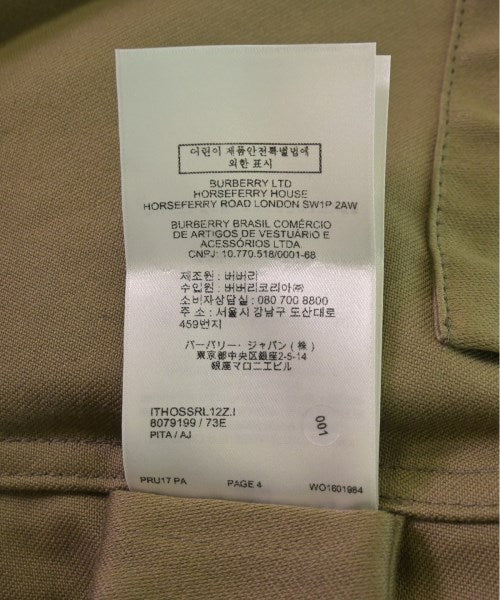 어린이 제품안전특별법에
의한 표시
BURBERRY LTD
HORSEFERRY HOUSE
HORSEFERRY ROAD LONDON SW1P 2AW
BURBERRY BRASIL COMÉRCIO
DE ARTIGOS DE VESTUÁRIO E
ACESSÓRIOS LTDA
CNPJ: 10.770.518/0001-68
제조원 : 버버리
수입원 : 버버리코리아㈜
소비자상담실 : 080 700 8800
주 소 : 서울시 강남구 도산대로
459번지
バーバリー・ジャパン(株)
東京都中央区銀座2-5-14
銀座マロニエビル
ITHOSSRL12Z.I
8079199 / 73E
PITA / AJ
001
PRU17 PA PAGE 4 WO1601984